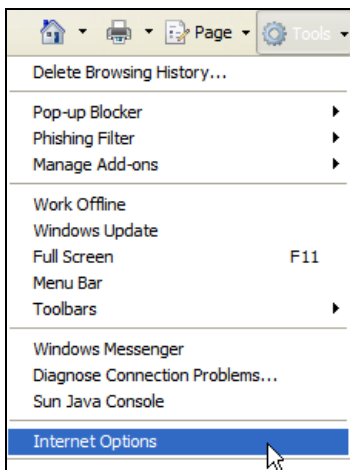 Page Tools
Delete Browsing History...
Pop-up Blocker
Phishing Filter
Manage Add-ons
Work Offline
Windows Update
Full Screen F11
Menu Bar
Toolbars
Windows Messenger
Diagnose Connection Problems...
Sun Java Console
Internet Options